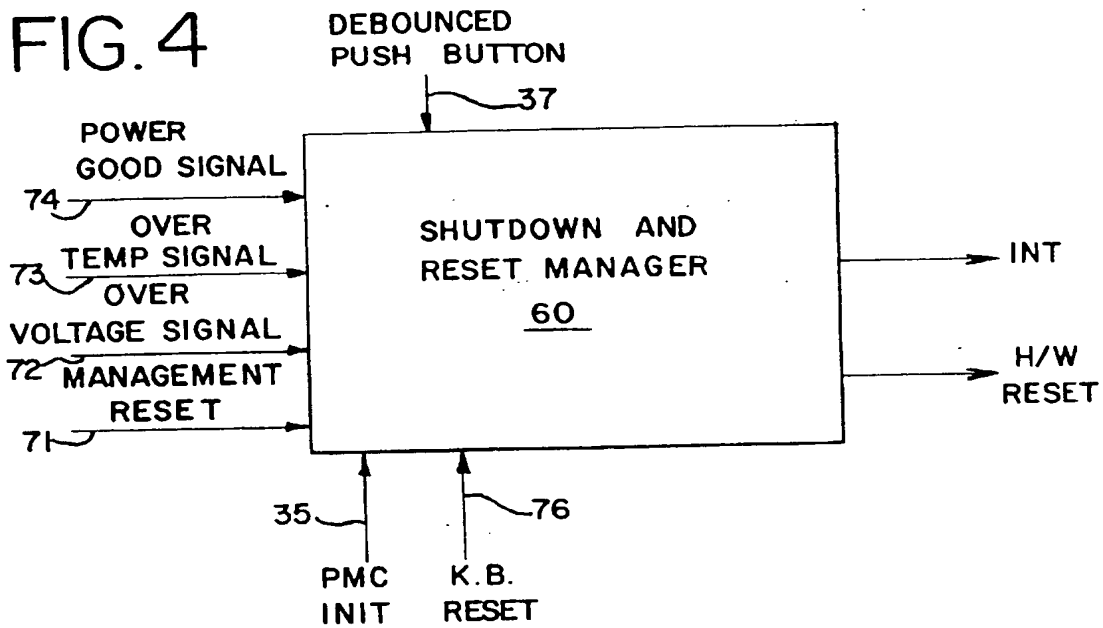 FIG. 4
DEBOUNCED
PUSH BUTTON
37
POWER
GOOD SIGNAL
74
OVER
TEMP SIGNAL
73
OVER
VOLTAGE SIGNAL
72
MANAGEMENT
RESET
71
SHUTDOWN AND
RESET MANAGER
60
INT
H/W
RESET
35
76
PMC
INIT
K.B.
RESET